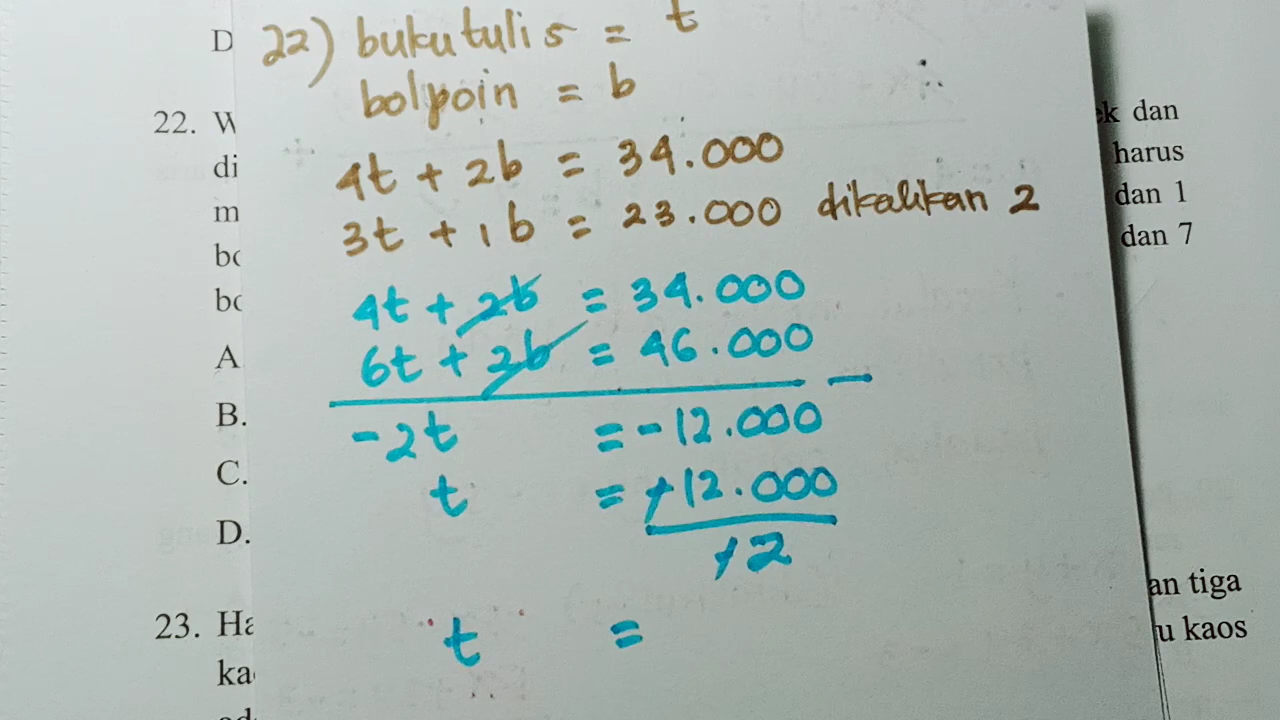 D
22) buku tulis = t
bolpoin = b
22. W
k dan
di
harus
4t + 2b = 34.000
m
dan 1
3t + 1b = 23.000 dikalikan 2
dan 7
bo
bo
4t + 2b = 34.000
A
6t + 2b = 46.000
B.
-2t = -12.000
C.
t = -12.000
D.
-2
23. Ha
t =
an tiga
u kaos
ka